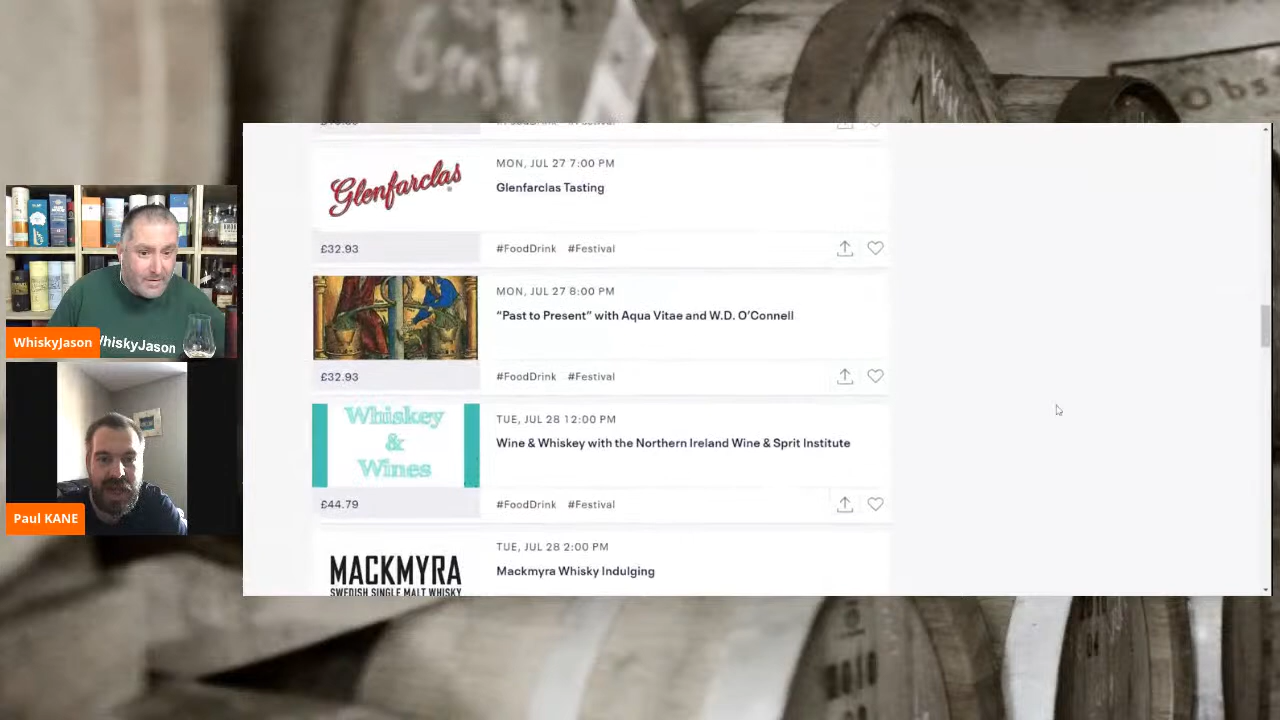 Glenfarclas
MON, JUL 27 7:00 PM
Glenfarclas Tasting
£32.93
#FoodDrink #Festival
MON, JUL 27 8:00 PM
“Past to Present” with Aqua Vitae and W.D. O’Connell
£32.93
#FoodDrink #Festival
Whiskey
&
Wines
TUE, JUL 28 12:00 PM
Wine & Whiskey with the Northern Ireland Wine & Sprit Institute
£44.79
#FoodDrink #Festival
MACKMYRA
SWEDISH SINGLE MALT WHISKY
TUE, JUL 28 2:00 PM
Mackmyra Whisky Indulging
WhiskyJason
WhiskyJason
Paul KANE